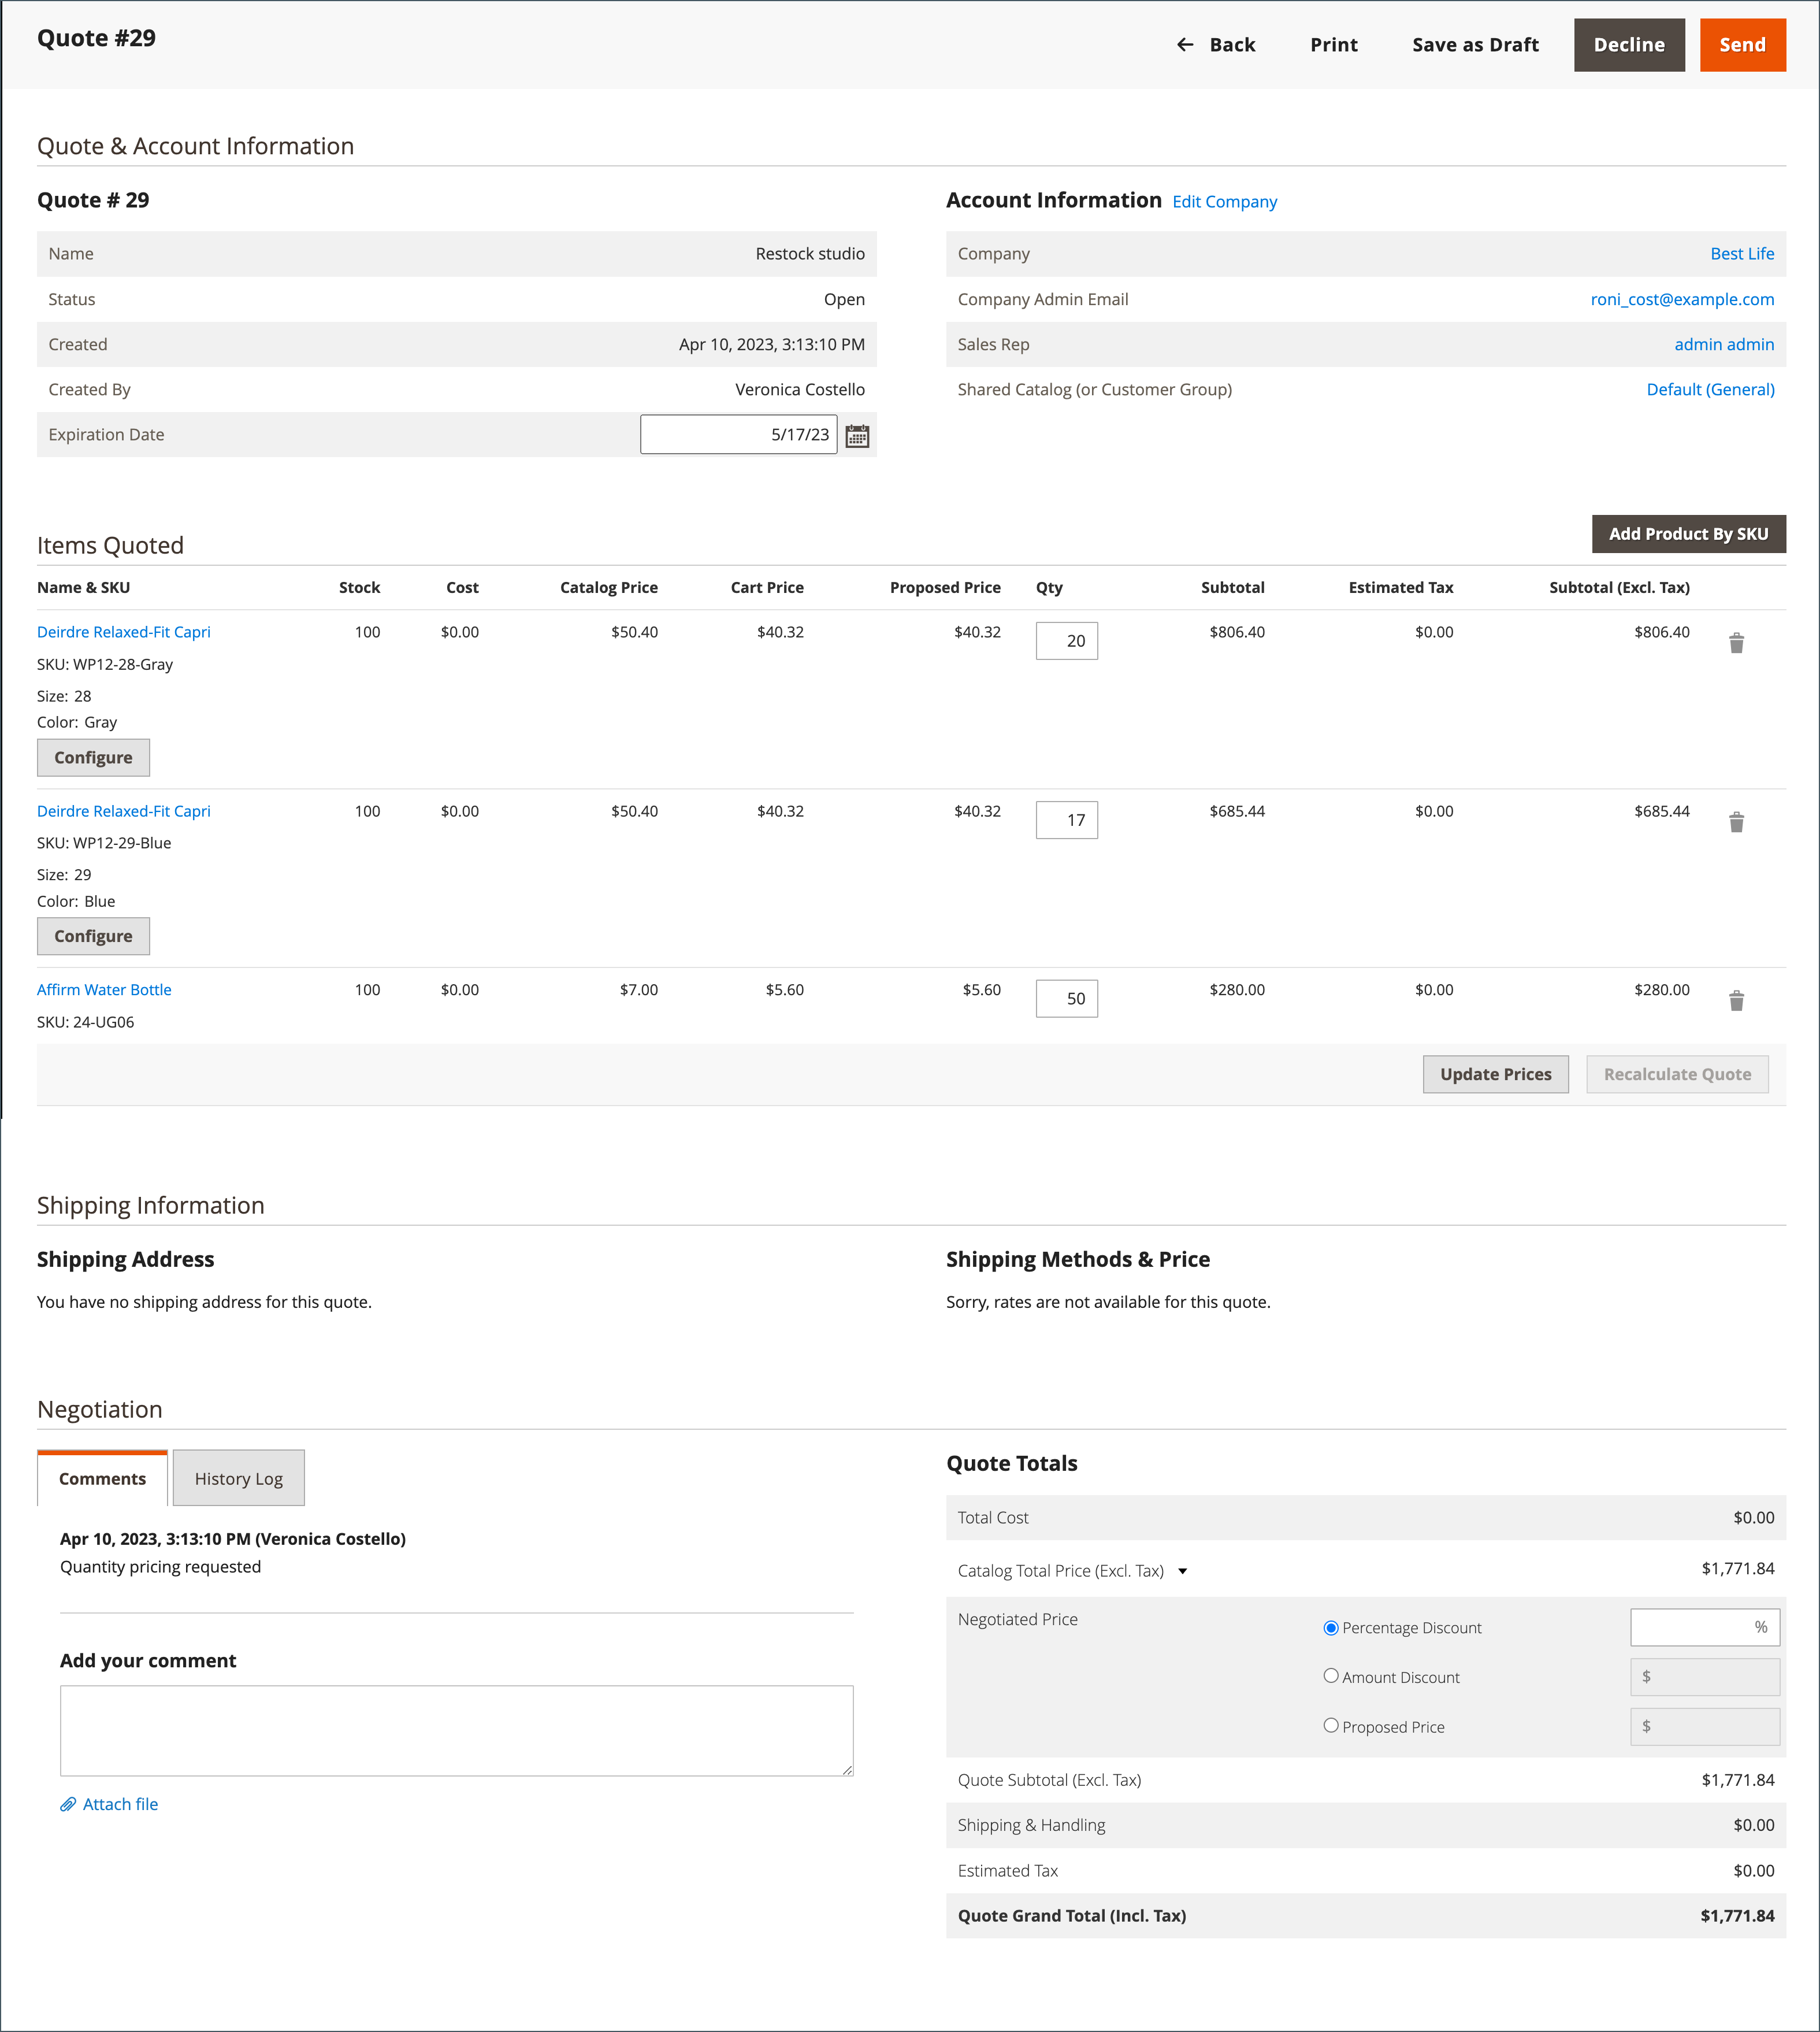 Quote #29
Back Print Save as Draft Decline Send
Quote & Account Information
Quote # 29
Name Restock studio
Status Open
Created Apr 10, 2023, 3:13:10 PM
Created By Veronica Costello
Expiration Date 5/17/23
Account Information Edit Company
Company Best Life
Company Admin Email roni_cost@example.com
Sales Rep admin admin
Shared Catalog (or Customer Group) Default (General)
Items Quoted
Add Product By SKU
Name & SKU Stock Cost Catalog Price Cart Price Proposed Price Qty Subtotal Estimated Tax Subtotal (Excl. Tax)
Deirdre Relaxed-Fit Capri 100 $0.00 $50.40 $40.32 $40.32 20 $806.40 $0.00 $806.40
SKU: WP12-28-Gray
Size: 28
Color: Gray
Configure
Deirdre Relaxed-Fit Capri 100 $0.00 $50.40 $40.32 $40.32 17 $685.44 $0.00 $685.44
SKU: WP12-29-Blue
Size: 29
Color: Blue
Configure
Affirm Water Bottle 100 $0.00 $7.00 $5.60 $5.60 50 $280.00 $0.00 $280.00
SKU: 24-UG06
Update Prices Recalculate Quote
Shipping Information
Shipping Address
You have no shipping address for this quote.
Shipping Methods & Price
Sorry, rates are not available for this quote.
Negotiation
Comments History Log
Apr 10, 2023, 3:13:10 PM (Veronica Costello)
Quantity pricing requested
Add your comment
Attach file
Quote Totals
Total Cost $0.00
Catalog Total Price (Excl. Tax) $1,771.84
Negotiated Price Percentage Discount %
Amount Discount $
Proposed Price $
Quote Subtotal (Excl. Tax) $1,771.84
Shipping & Handling $0.00
Estimated Tax $0.00
Quote Grand Total (Incl. Tax) $1,771.84